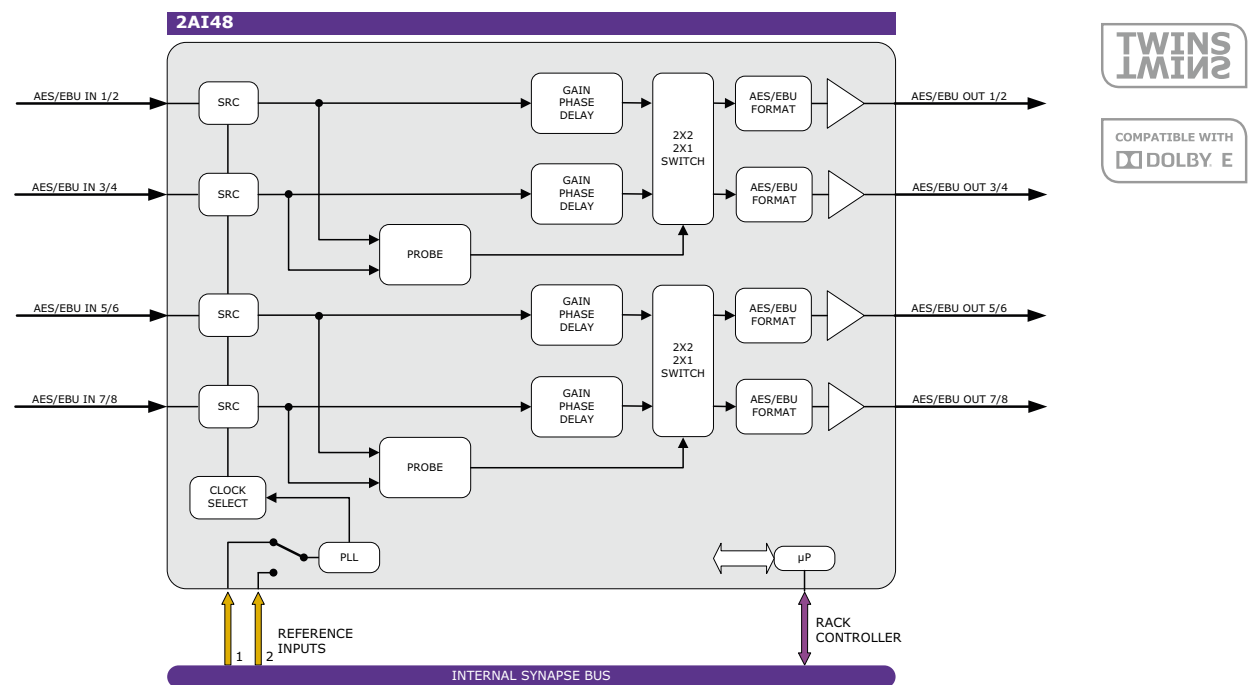 2AI48
TWINS
TWINS
COMPATIBLE WITH
DOLBY E
AES/EBU IN 1/2
SRC
GAIN
PHASE
DELAY
2X2
2X1
SWITCH
AES/EBU
FORMAT
AES/EBU OUT 1/2
AES/EBU IN 3/4
SRC
GAIN
PHASE
DELAY
AES/EBU
FORMAT
AES/EBU OUT 3/4
PROBE
AES/EBU IN 5/6
SRC
GAIN
PHASE
DELAY
2X2
2X1
SWITCH
AES/EBU
FORMAT
AES/EBU OUT 5/6
AES/EBU IN 7/8
SRC
GAIN
PHASE
DELAY
AES/EBU
FORMAT
AES/EBU OUT 7/8
PROBE
CLOCK
SELECT
PLL
µP
1
2
REFERENCE
INPUTS
RACK
CONTROLLER
INTERNAL SYNAPSE BUS